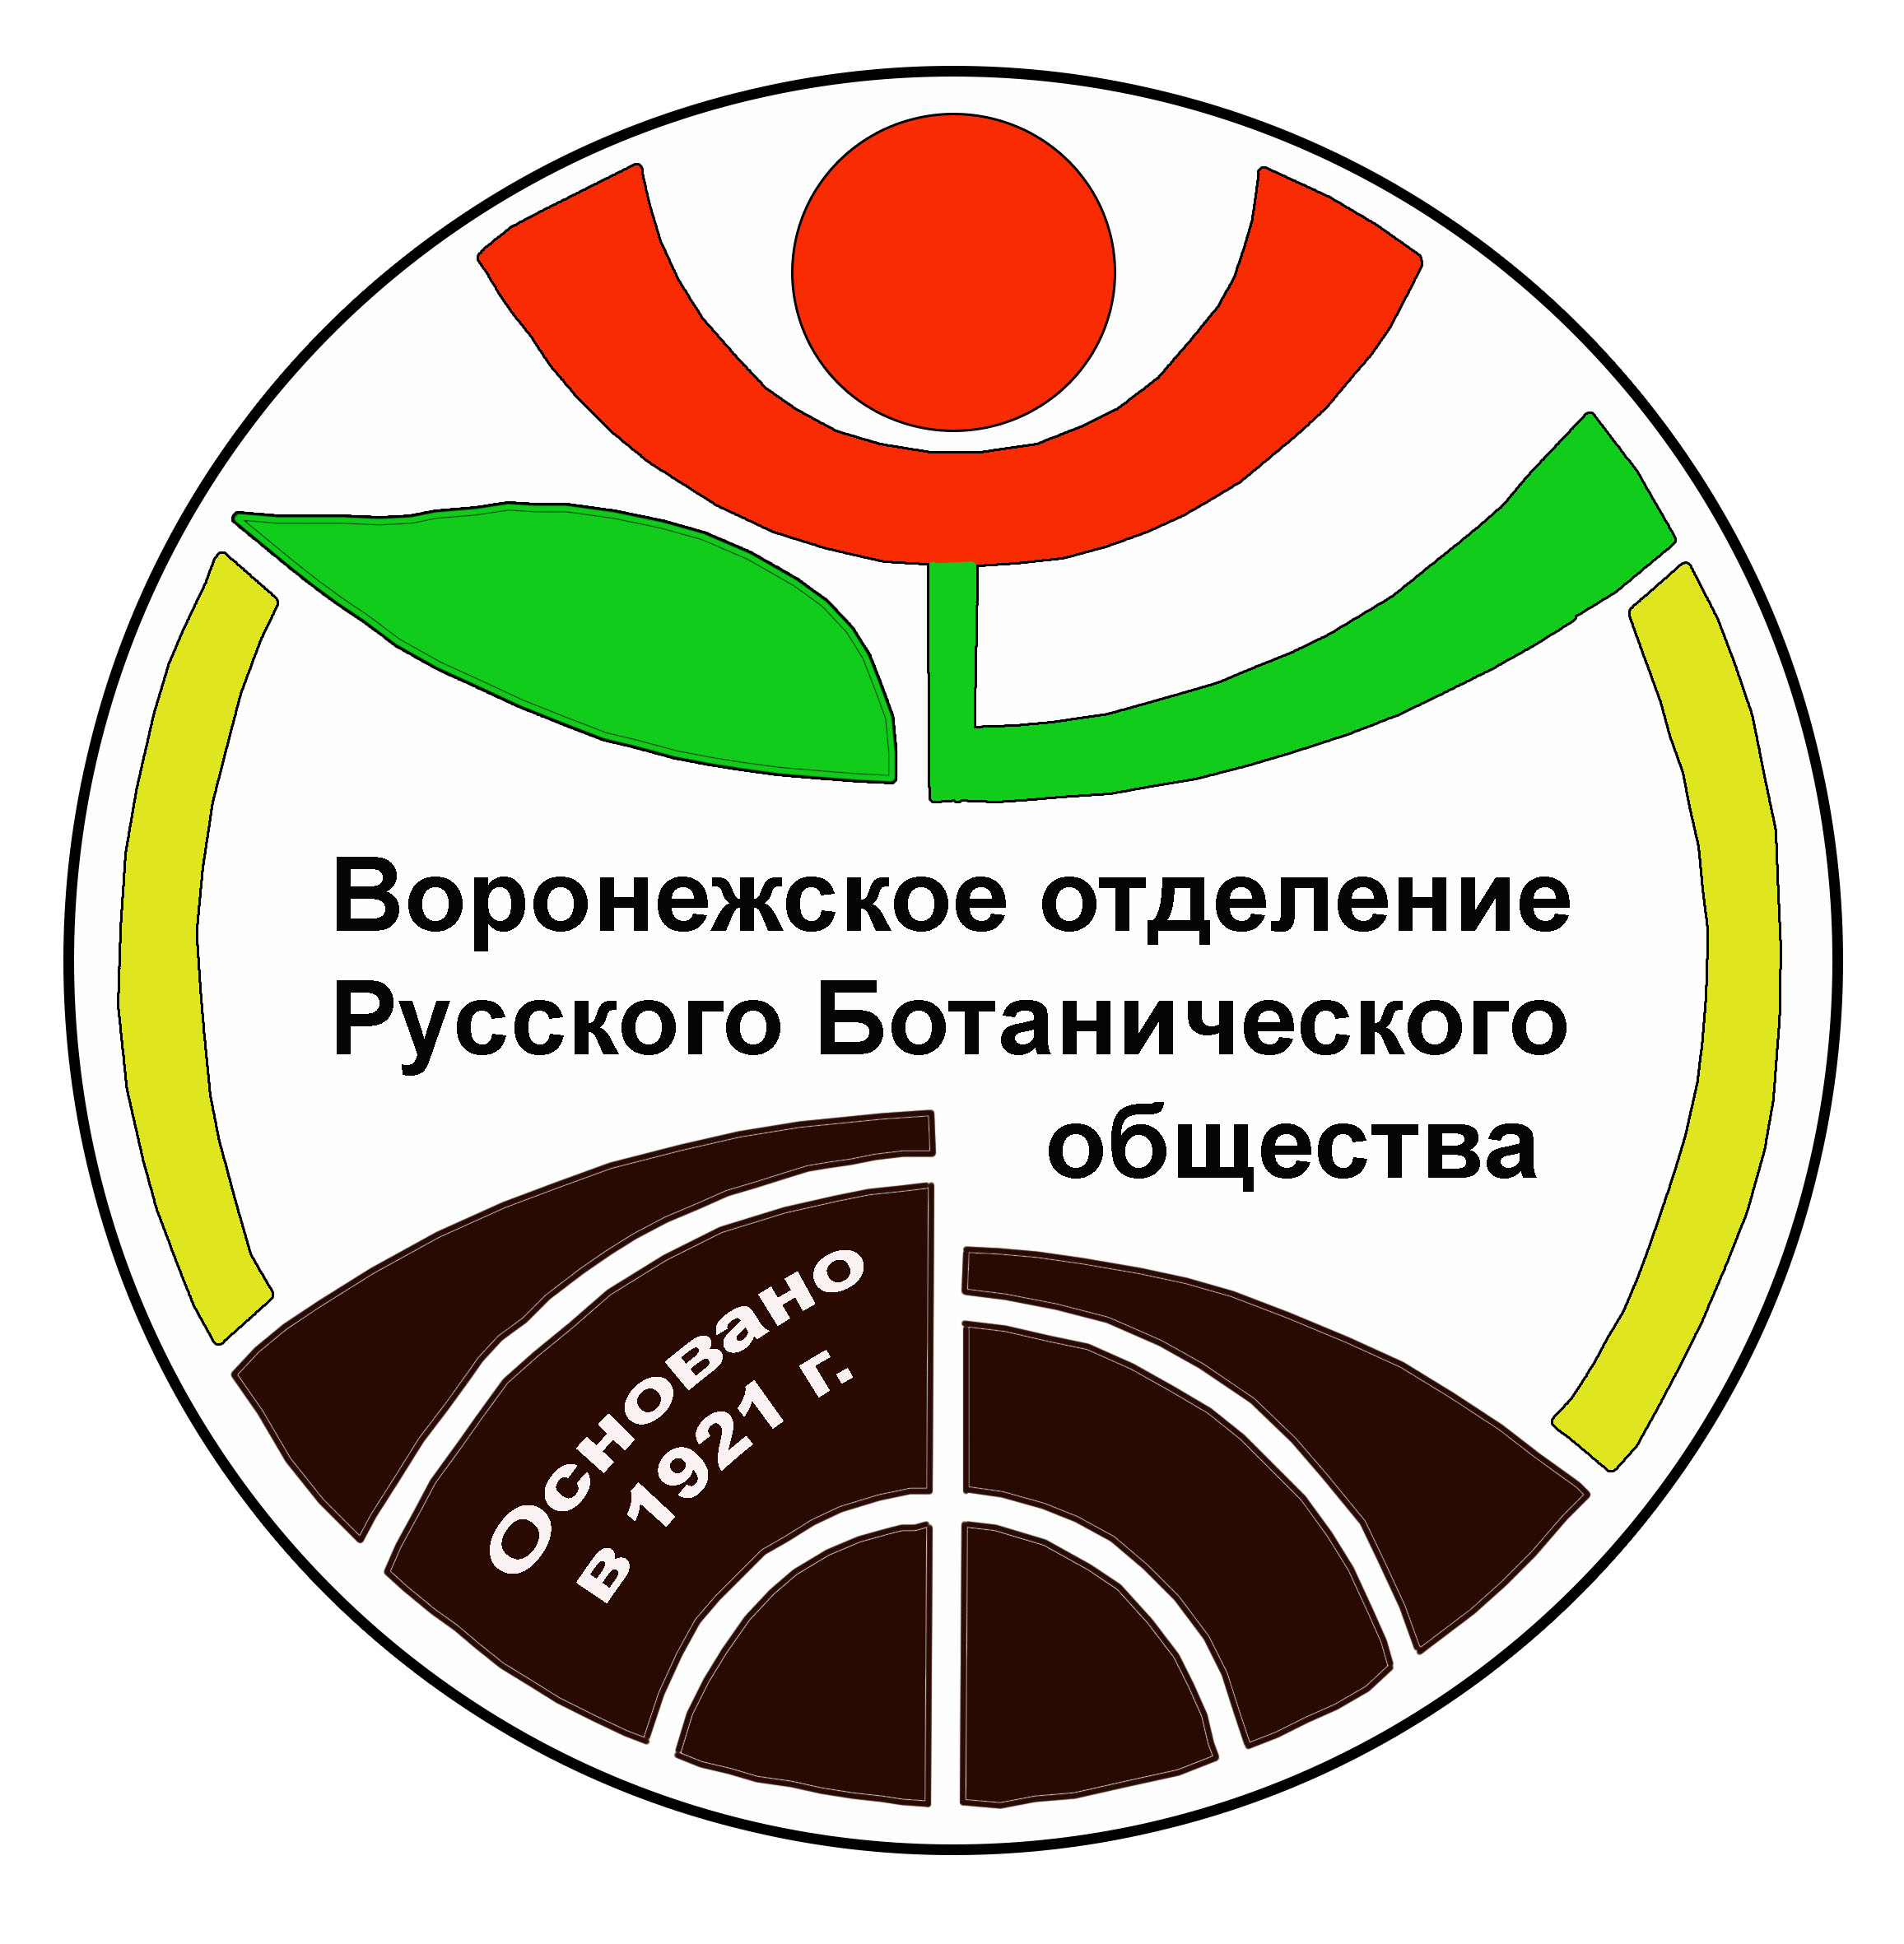 Воронежское отделение
Русского Ботанического
общества
Основано
в 1921 г.